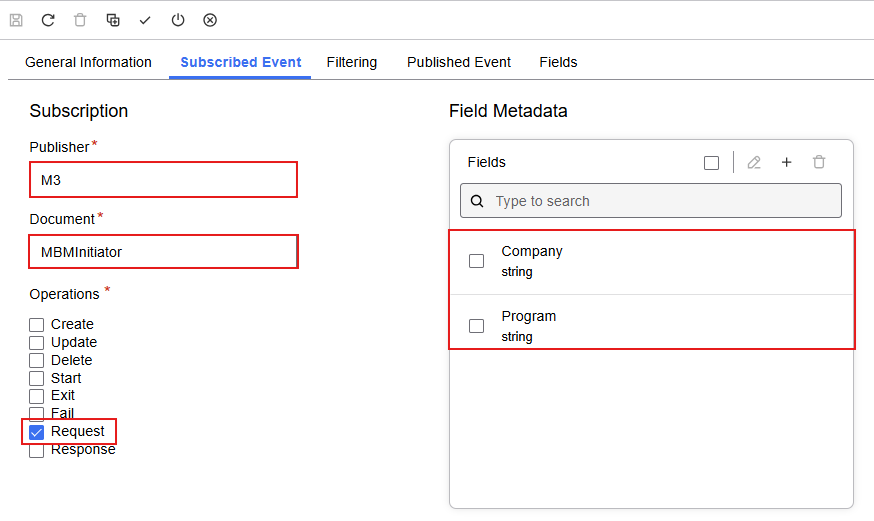 General Information
Subscribed Event
Filtering
Published Event
Fields
Subscription
Publisher*
M3
Document*
MBMInitiator
Operations *
Create
Update
Delete
Start
Exit
Fail
Request
Response
Field Metadata
Fields
Type to search
Company
string
Program
string